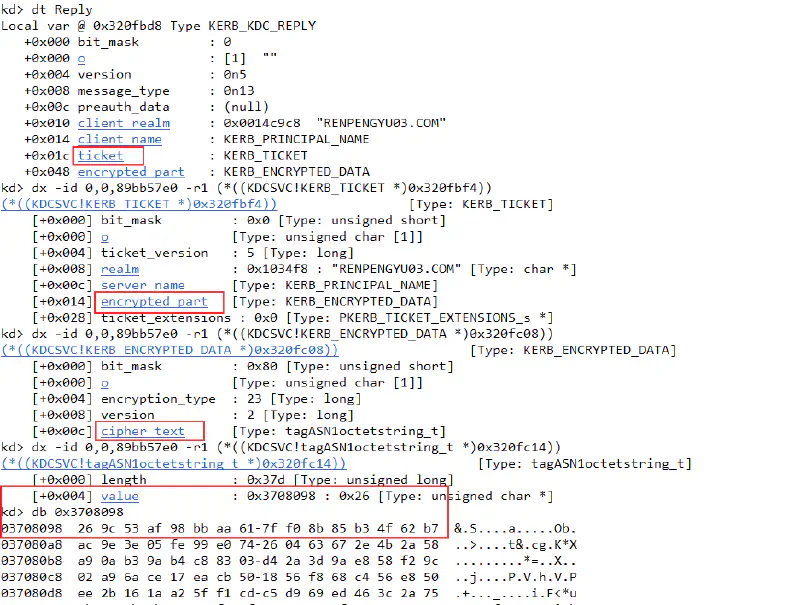 kd> dt Reply
Local var @ 0x320fbd8 Type KERB_KDC_REPLY
+0x000 bit_mask : 0
+0x000 o : [1] ""
+0x004 version : 0n5
+0x008 message_type : 0n13
+0x00c preauth_data : (null)
+0x010 client_realm : 0x0014c9c8 "RENPENGYU03.COM"
+0x014 client_name : KERB_PRINCIPAL_NAME
+0x01c ticket : KERB_TICKET
+0x048 encrypted_part : KERB_ENCRYPTED_DATA
kd> dx -id 0,0,89bb57e0 -r1 (*((KDCSVC!KERB_TICKET *)0x320fbf4))
(*((KDCSVC!KERB_TICKET *)0x320fbf4)) [Type: KERB_TICKET]
[+0x000] bit_mask : 0x0 [Type: unsigned short]
[+0x000] o [Type: unsigned char [1]]
[+0x004] ticket_version : 5 [Type: long]
[+0x008] realm : 0x1034f8 : "RENPENGYU03.COM" [Type: char *]
[+0x00c] server_name [Type: KERB_PRINCIPAL_NAME]
[+0x014] encrypted_part [Type: KERB_ENCRYPTED_DATA]
[+0x028] ticket_extensions : 0x0 [Type: PKERB_TICKET_EXTENSIONS_s *]
kd> dx -id 0,0,89bb57e0 -r1 (*((KDCSVC!KERB_ENCRYPTED_DATA *)0x320fc08))
(*((KDCSVC!KERB_ENCRYPTED_DATA *)0x320fc08)) [Type: KERB_ENCRYPTED_DATA]
[+0x000] bit_mask : 0x80 [Type: unsigned short]
[+0x000] o [Type: unsigned char [1]]
[+0x004] encryption_type : 23 [Type: long]
[+0x008] version : 2 [Type: long]
[+0x00c] cipher_text [Type: tagASN1octetstring_t]
kd> dx -id 0,0,89bb57e0 -r1 (*((KDCSVC!tagASN1octetstring_t *)0x320fc14))
(*((KDCSVC!tagASN1octetstring_t *)0x320fc14)) [Type: tagASN1octetstring_t]
[+0x000] length : 0x37d [Type: unsigned long]
[+0x004] value : 0x3708098 : 0x26 [Type: unsigned char *]
kd> db 0x3708098
03708098 26 9c 53 af 98 bb aa 61-7f f0 8b 85 b3 4f 62 b7 &.S....a.....Ob.
037080a8 ac 9e 3e 05 fe 99 e0 74-26 04 63 67 2e 4b 2a 58 ..>....t&.cg.K*X
037080b8 a9 0a b3 9a b4 c8 83 03-d4 2a 3d 9a e8 58 f2 9c .........*=..X..
037080c8 02 a9 6a ce 17 ea cb 50-18 56 f8 68 c4 56 e8 50 ..j....P.V.h.V.P
037080d8 ee 2b 16 1a a2 5f f1 cd-c5 d9 69 ed 46 3c 2a 75 .+..._....i.F<*u